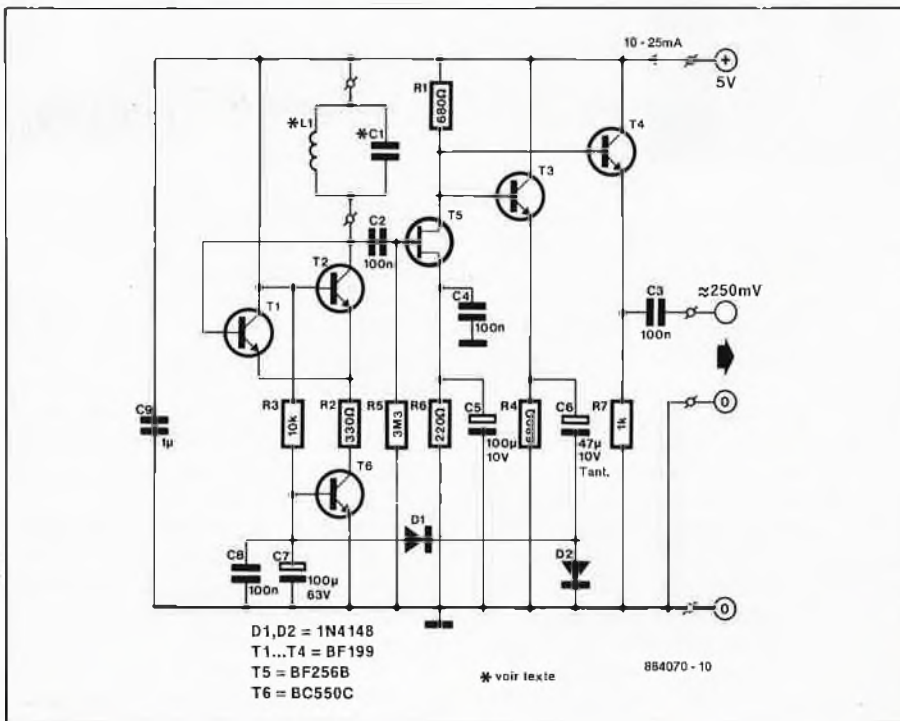 10 - 25mA
+
5V
R1
680Ω
T4
*L1
*C1
T3
C2
100n
T5
T2
T1
C4
100n
C3
100n
≈250mV
0
C9
1µ
R3
10k
R2
330Ω
R5
3M3
R6
220Ω
C5
100µ
10V
R4
680Ω
C6
47µ
10V
Tant.
R7
1k
T6
D1
D2
C8
100n
C7
100µ
63V
0
D1,D2 = 1N4148
T1...T4 = BF199
T5 = BF256B
T6 = BC550C
* voir texte
884070 - 10